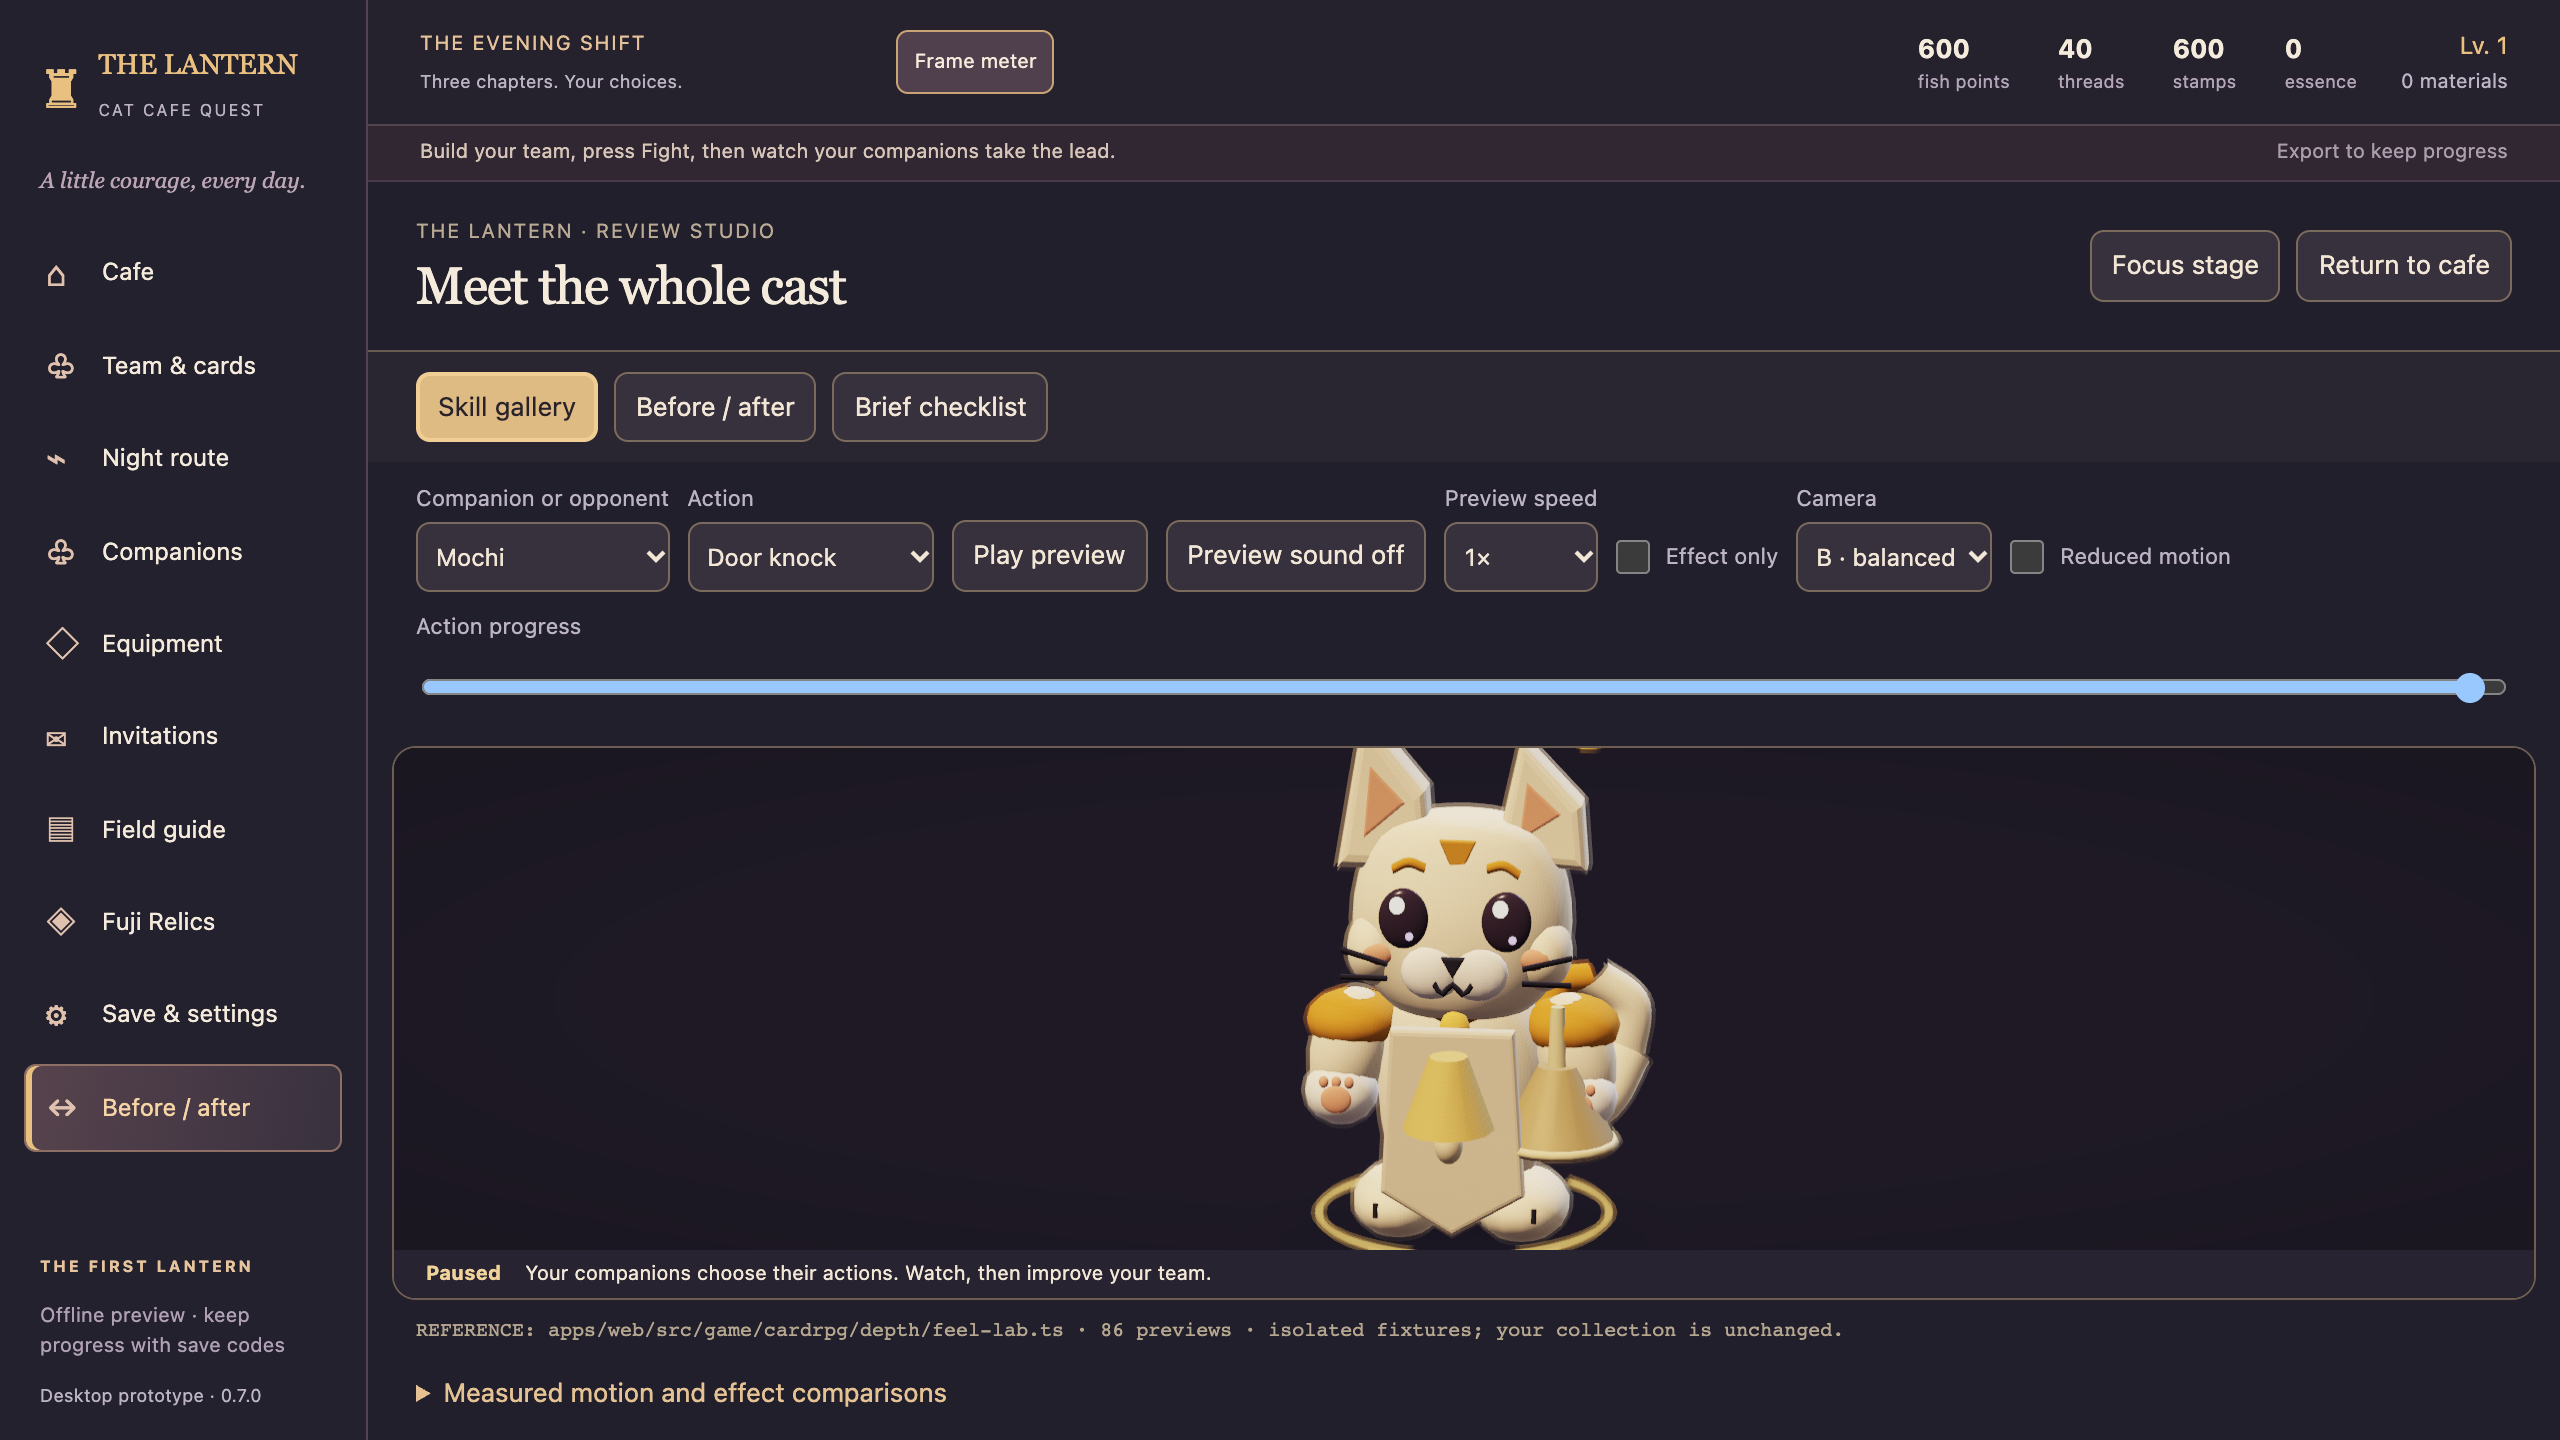 THE LANTERN
CAT CAFE QUEST
A little courage, every day.
Cafe
Team & cards
Night route
Companions
Equipment
Invitations
Field guide
Fuji Relics
Save & settings
Before / after
THE FIRST LANTERN
Offline preview · keep
progress with save codes
Desktop prototype · 0.7.0
THE EVENING SHIFT
Three chapters. Your choices.
Frame meter
600 40 600 0 Lv. 1
fish points threads stamps essence 0 materials
Build your team, press Fight, then watch your companions take the lead.
Export to keep progress
THE LANTERN · REVIEW STUDIO
Meet the whole cast
Focus stage
Return to cafe
Skill gallery
Before / after
Brief checklist
Companion or opponent Action Preview speed Camera
Mochi Door knock Play preview Preview sound off 1× Effect only B · balanced Reduced motion
Action progress
Paused Your companions choose their actions. Watch, then improve your team.
REFERENCE: apps/web/src/game/cardrpg/depth/feel-lab.ts · 86 previews · isolated fixtures; your collection is unchanged.
Measured motion and effect comparisons